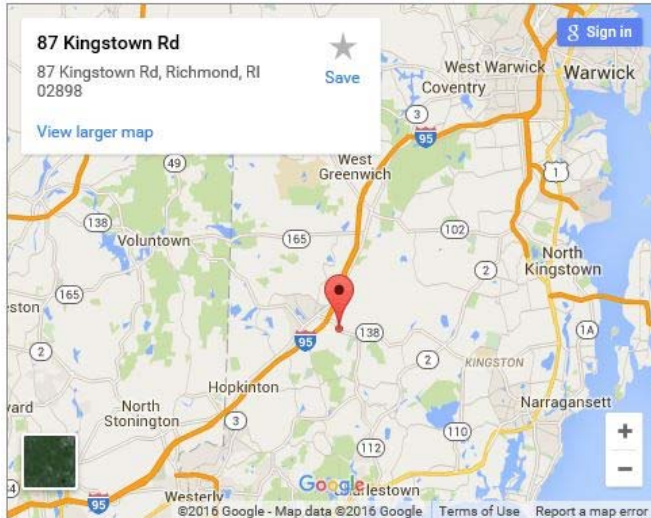 87 Kingstown Rd
87 Kingstown Rd, Richmond, RI
02898
Save
View larger map
Sign in
West Warwick
Warwick
Coventry
3
95
West
Greenwich
49
1
138
Voluntown
165
102
North
Kingstown
2
165
eston
138
1A
2
95
2
KINGSTON
Hopkinton
Narragansett
North
Stonington
ward
3
110
112
+
−
Google
Charlestown
95
Westerly
©2016 Google - Map data ©2016 Google
Terms of Use
Report a map error